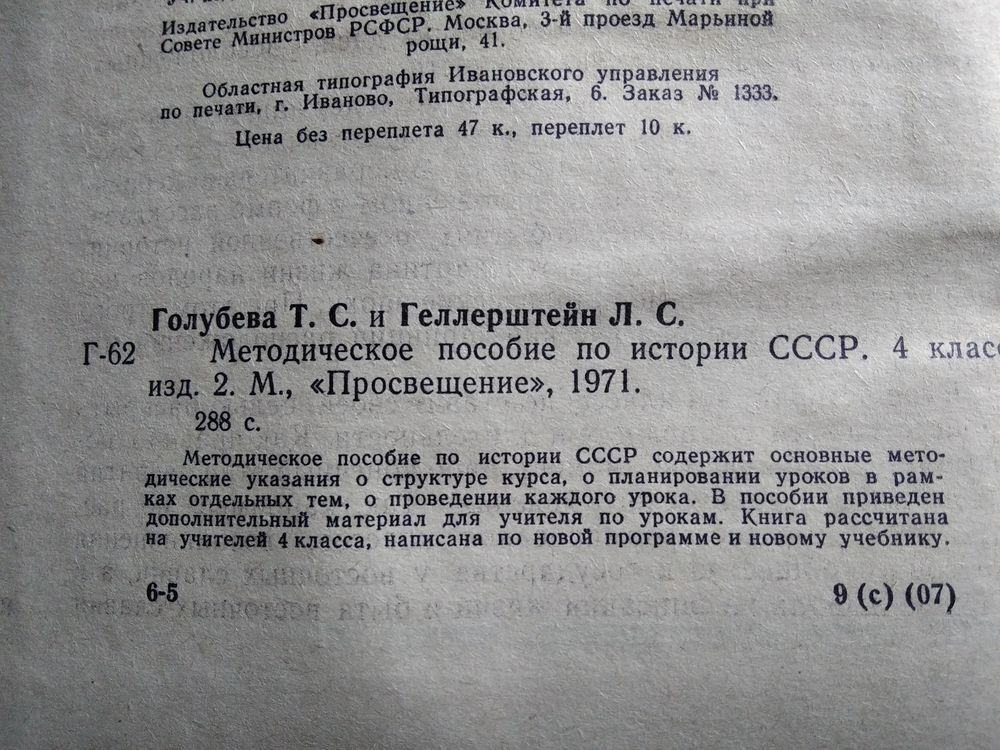 Издательство «Просвещение» Комитета по печати при
Совете Министров РСФСР. Москва, 3-й проезд Марьиной
рощи, 41.
Областная типография Ивановского управления
по печати, г. Иваново, Типографская, 6. Заказ № 1333.
Цена без переплета 47 к., переплет 10 к.
Голубева Т. С. и Геллерштейн Л. С.
Г-62 Методическое пособие по истории СССР. 4 класс
изд. 2. М., «Просвещение», 1971.
288 с.
Методическое пособие по истории СССР содержит основные мето-
дические указания о структуре курса, о планировании уроков в рам-
ках отдельных тем, о проведении каждого урока. В пособии приведен
дополнительный материал для учителя по урокам. Книга рассчитана
на учителей 4 класса, написана по новой программе и новому учебнику.
6-5 9 (с) (07)